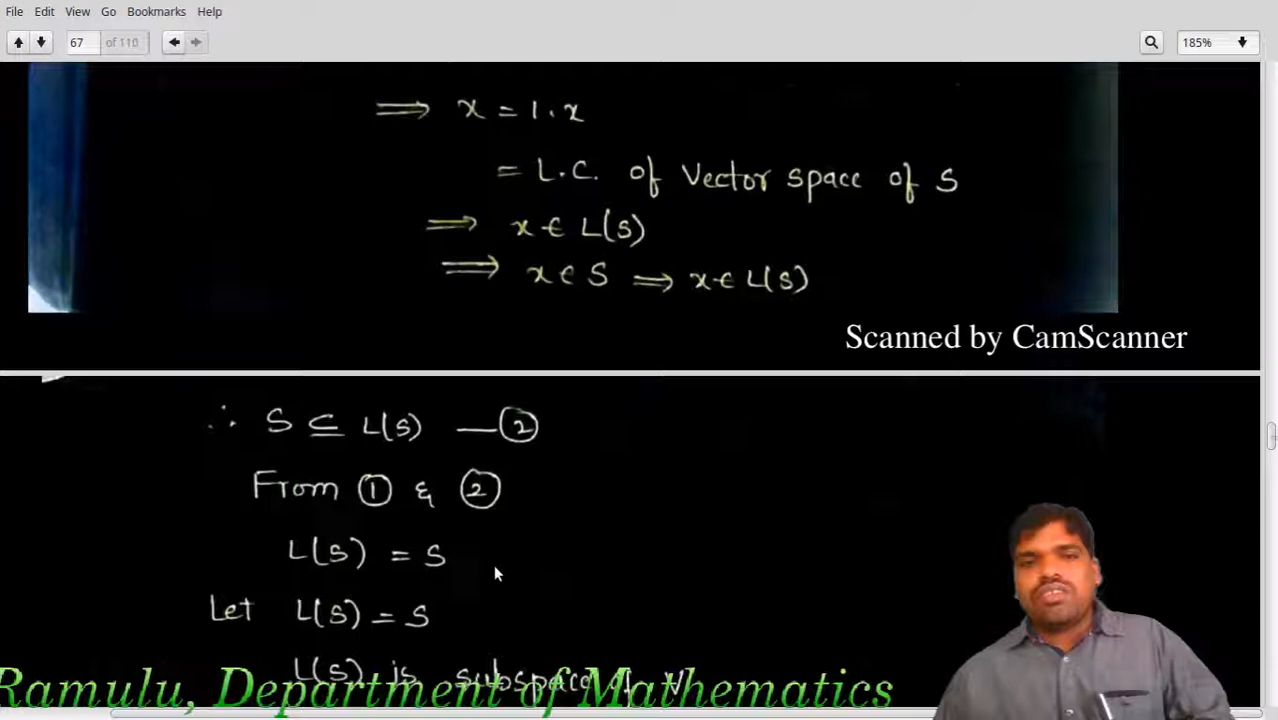 File Edit View Go Bookmarks Help
67 of 110 185%
⟹ x = 1.x
= L.C. of Vector space of S
⟹ x ∈ L(S)
⟹ x ∈ S ⟹ x ∈ L(S)
Scanned by CamScanner
∴ S ⊆ L(S) —②
From ① & ②
L(S) = S
Let L(S) = S
L(S) is subspace of V
Ramulu, Department of Mathematics